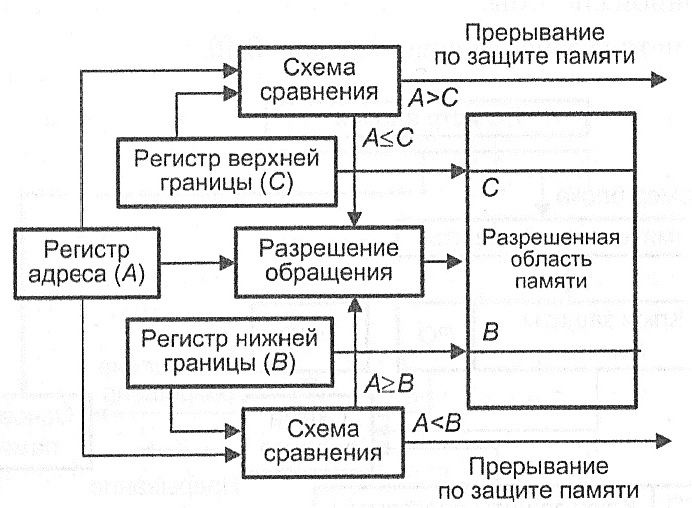 Прерывание
по защите памяти
Схема
сравнения
A>C
A≤C
Регистр верхней
границы (C)
C
Регистр
адреса (A)
Разрешение
обращения
Разрешенная
область
памяти
Регистр нижней
границы (B)
B
A≥B
Схема
сравнения
A<B
Прерывание
по защите памяти